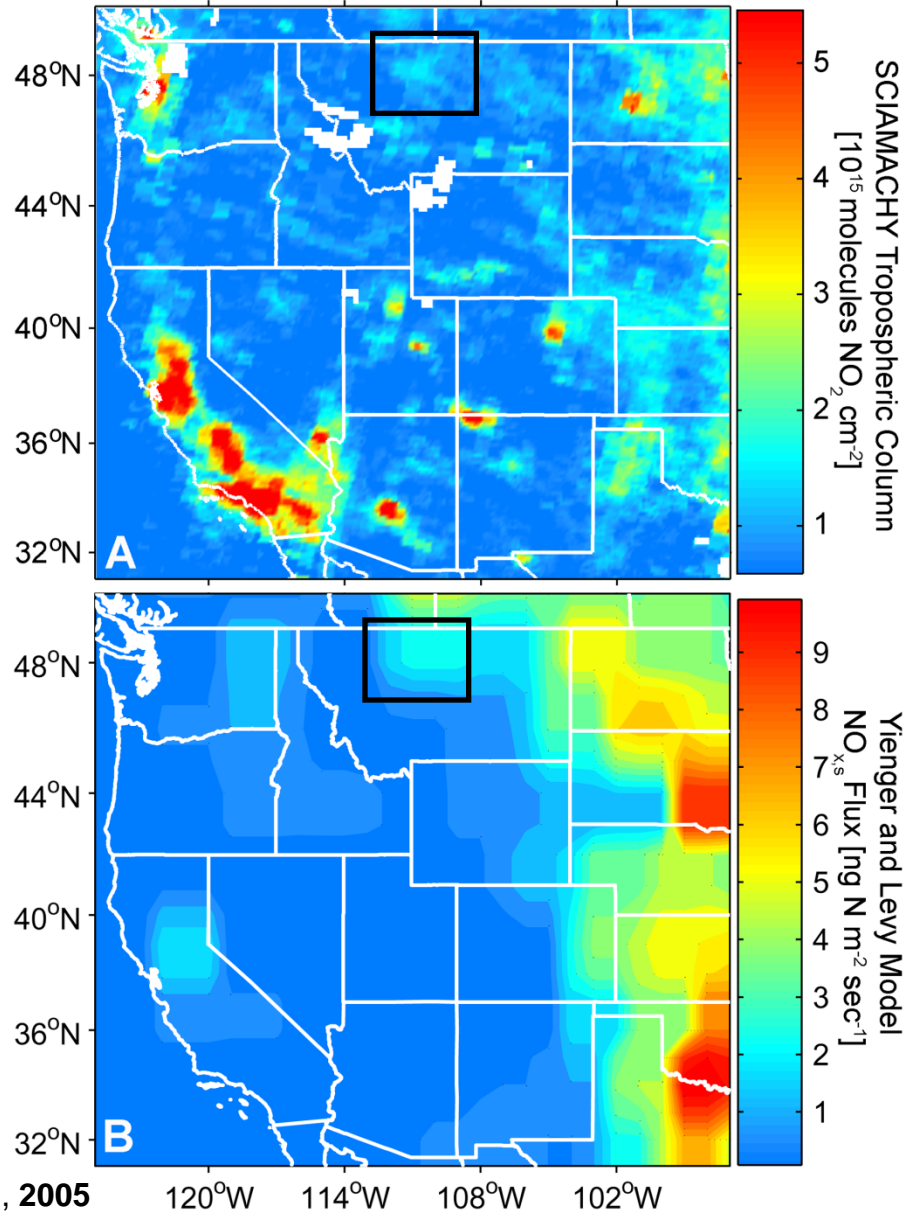 48°N
44°N
40°N
36°N
32°N
A
5
4
3
2
1
SCIAMACHY Tropospheric Column
[10¹⁵ molecules NO₂ cm⁻²]
48°N
44°N
40°N
36°N
32°N
B
9
8
7
6
5
4
3
2
1
Yienger and Levy Model
NOₓ,ₛ Flux [ng N m⁻² sec⁻¹]
, 2005
120°W 114°W 108°W 102°W